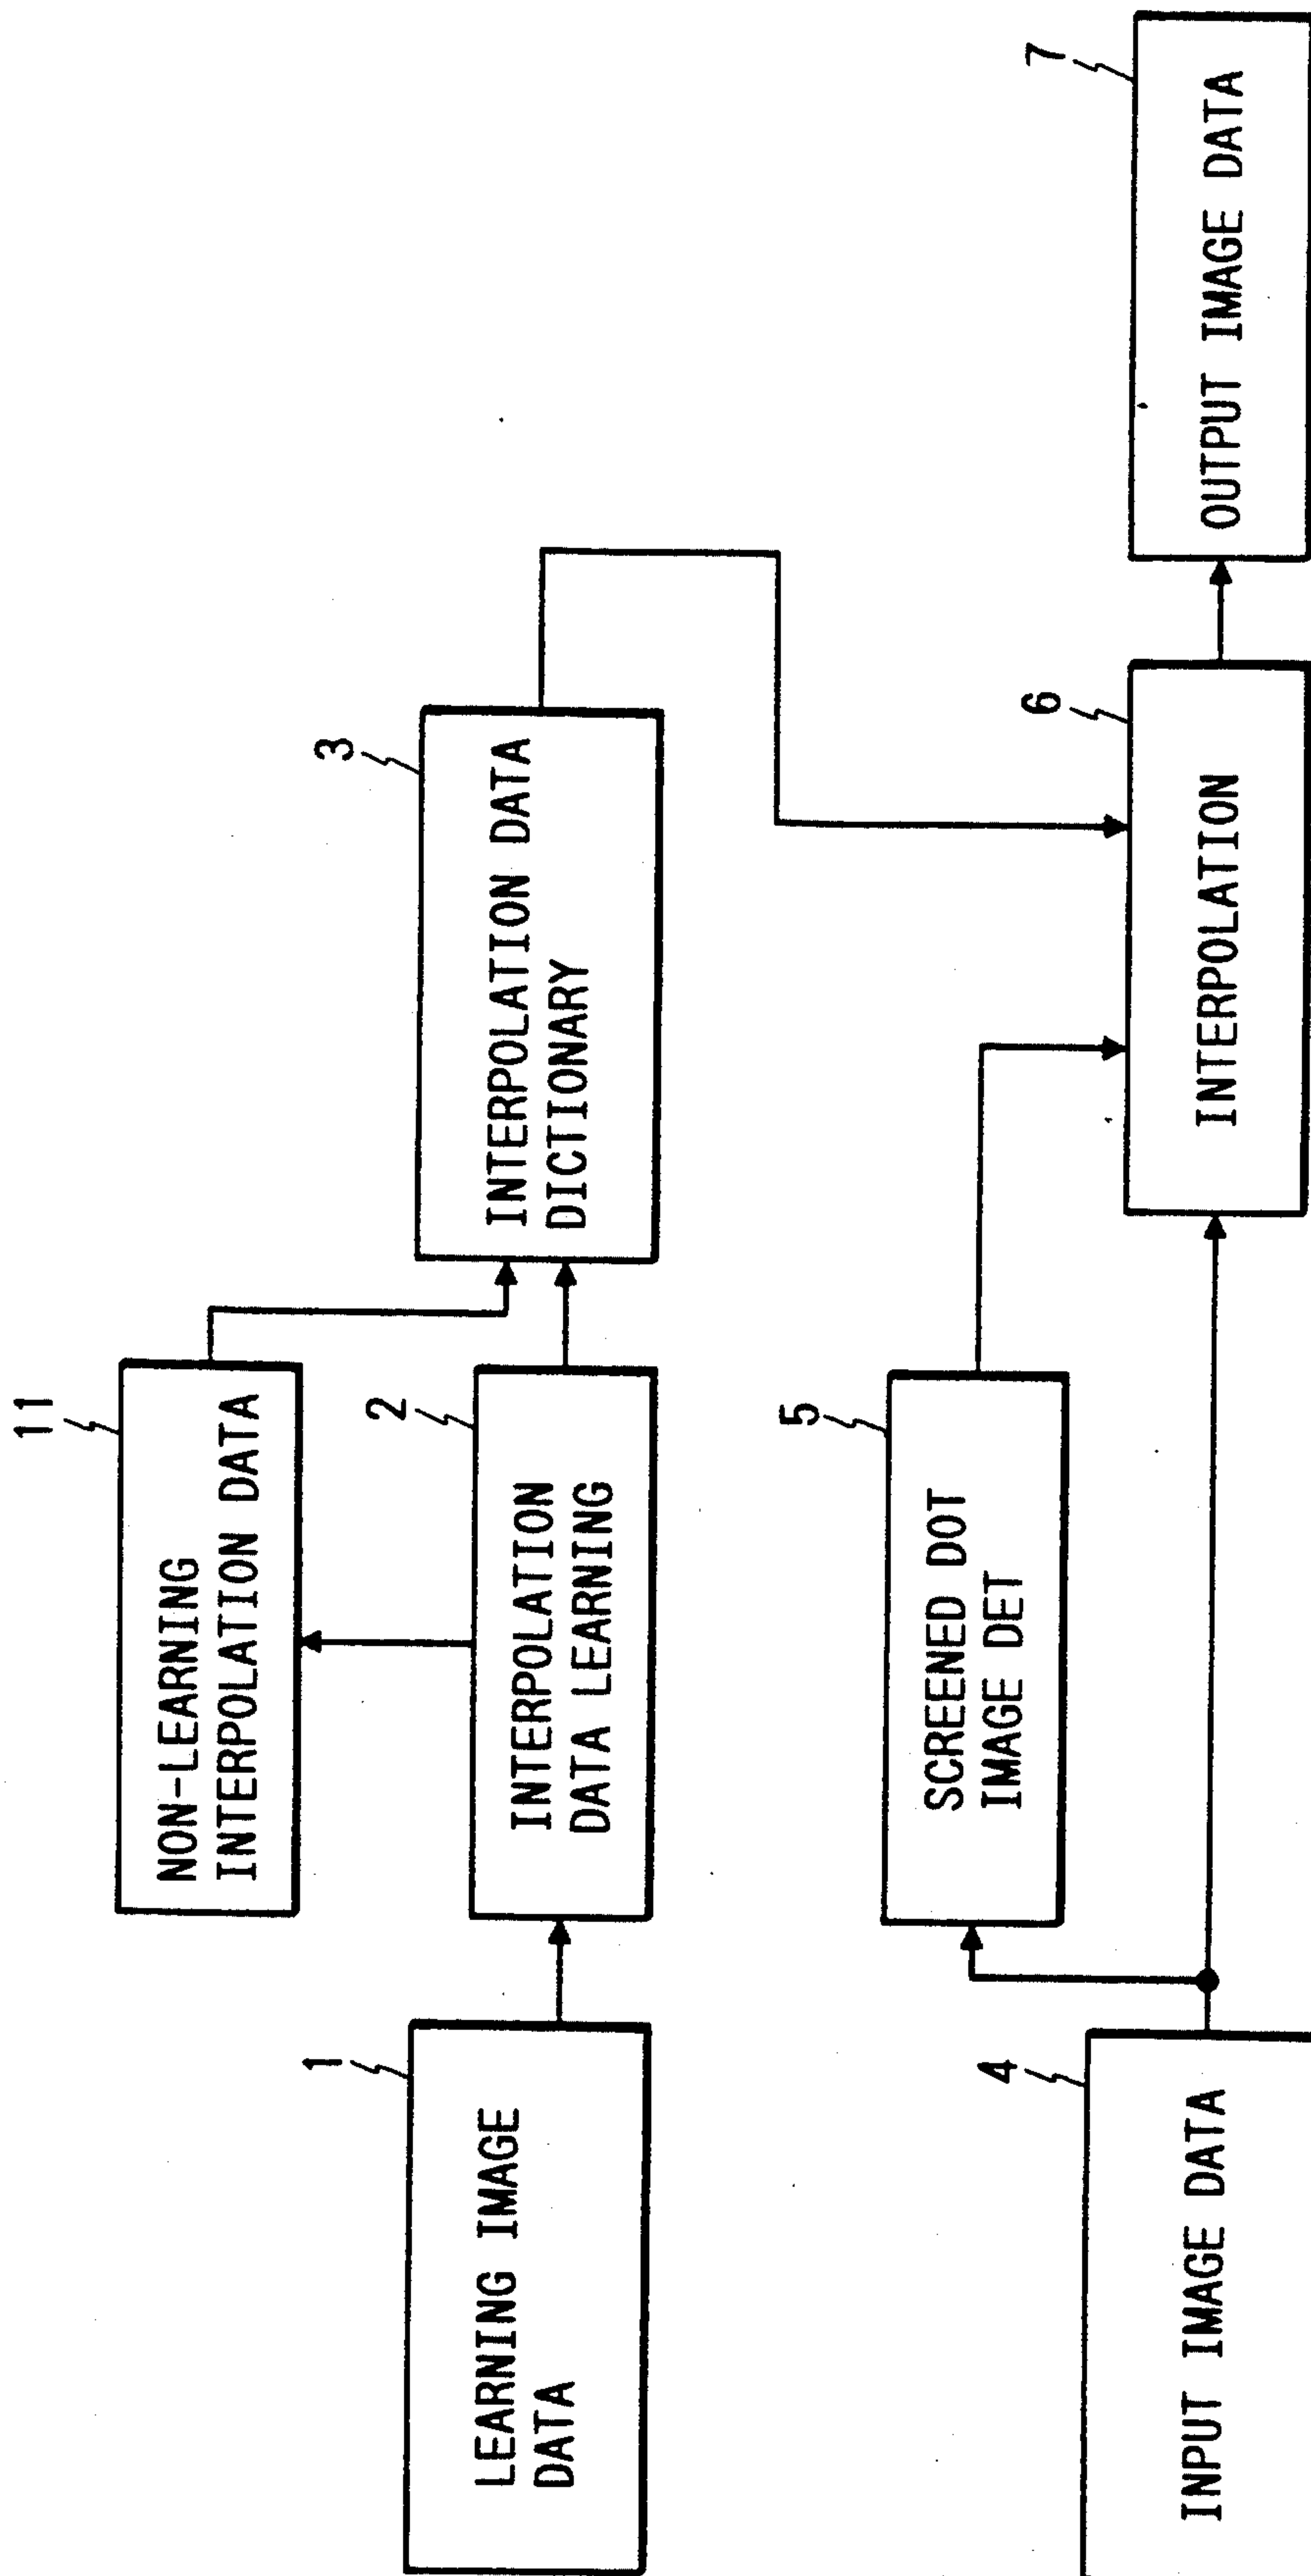 11
NON-LEARNING
INTERPOLATION DATA
1
LEARNING IMAGE
DATA
2
INTERPOLATION
DATA LEARNING
3
INTERPOLATION DATA
DICTIONARY
5
SCREENED DOT
IMAGE DET
4
INPUT IMAGE DATA
6
INTERPOLATION
7
OUTPUT IMAGE DATA